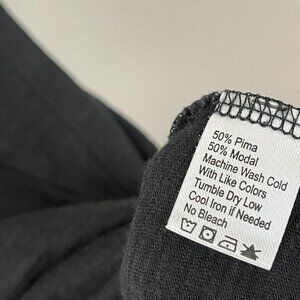 50% Pima
50% Modal
Machine Wash Cold
With Like Colors
Tumble Dry Low
Cool Iron if Needed
No Bleach